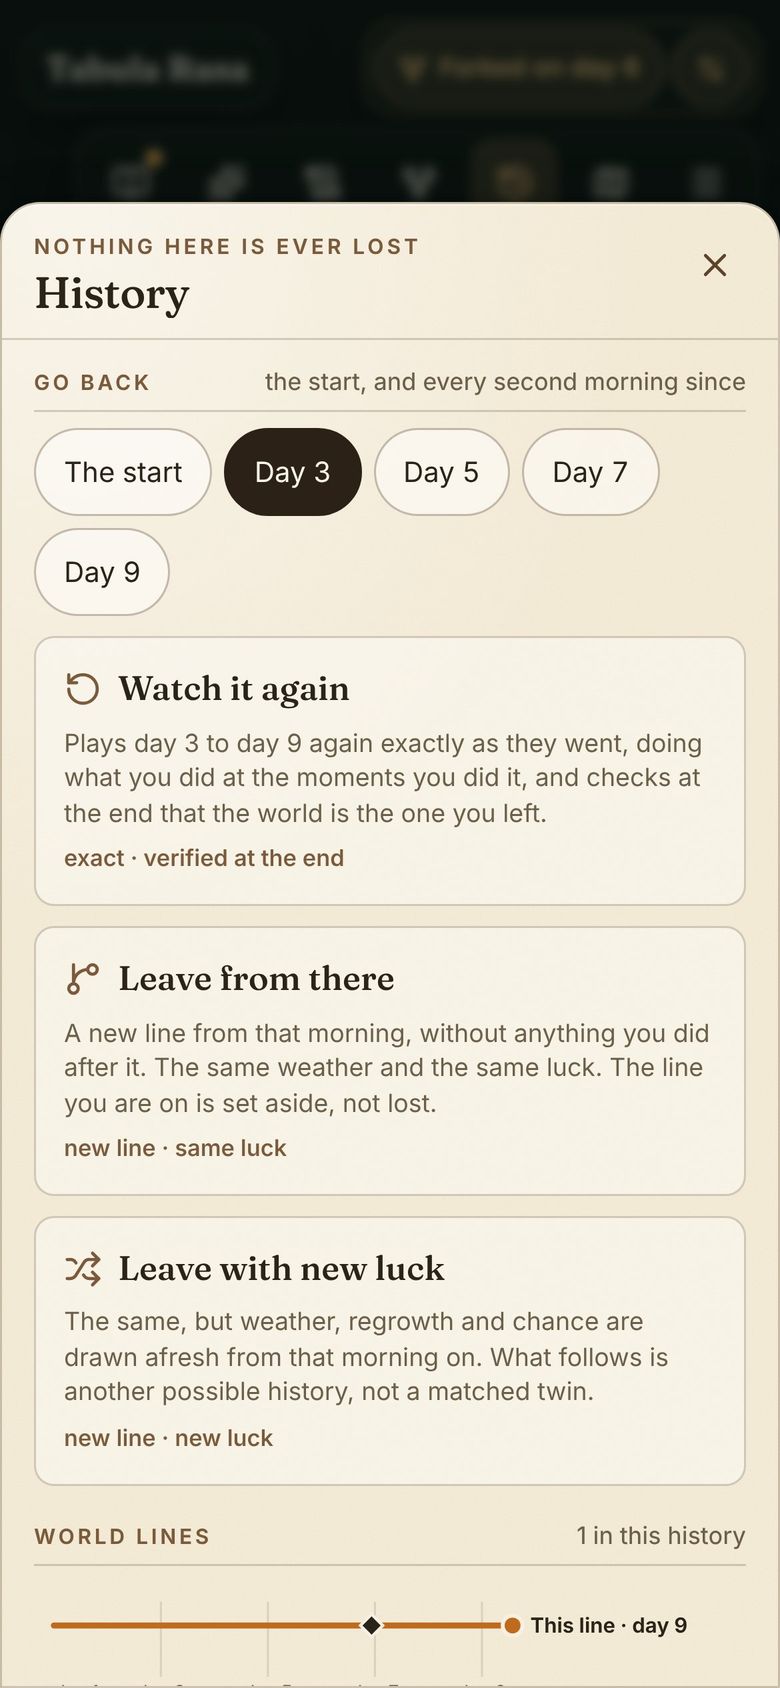 Tabula Rasa
Forked on day 6
NOTHING HERE IS EVER LOST
History
GO BACK the start, and every second morning since
The start Day 3 Day 5 Day 7
Day 9
Watch it again
Plays day 3 to day 9 again exactly as they went, doing
what you did at the moments you did it, and checks at
the end that the world is the one you left.
exact · verified at the end
Leave from there
A new line from that morning, without anything you did
after it. The same weather and the same luck. The line
you are on is set aside, not lost.
new line · same luck
Leave with new luck
The same, but weather, regrowth and chance are
drawn afresh from that morning on. What follows is
another possible history, not a matched twin.
new line · new luck
WORLD LINES 1 in this history
This line · day 9